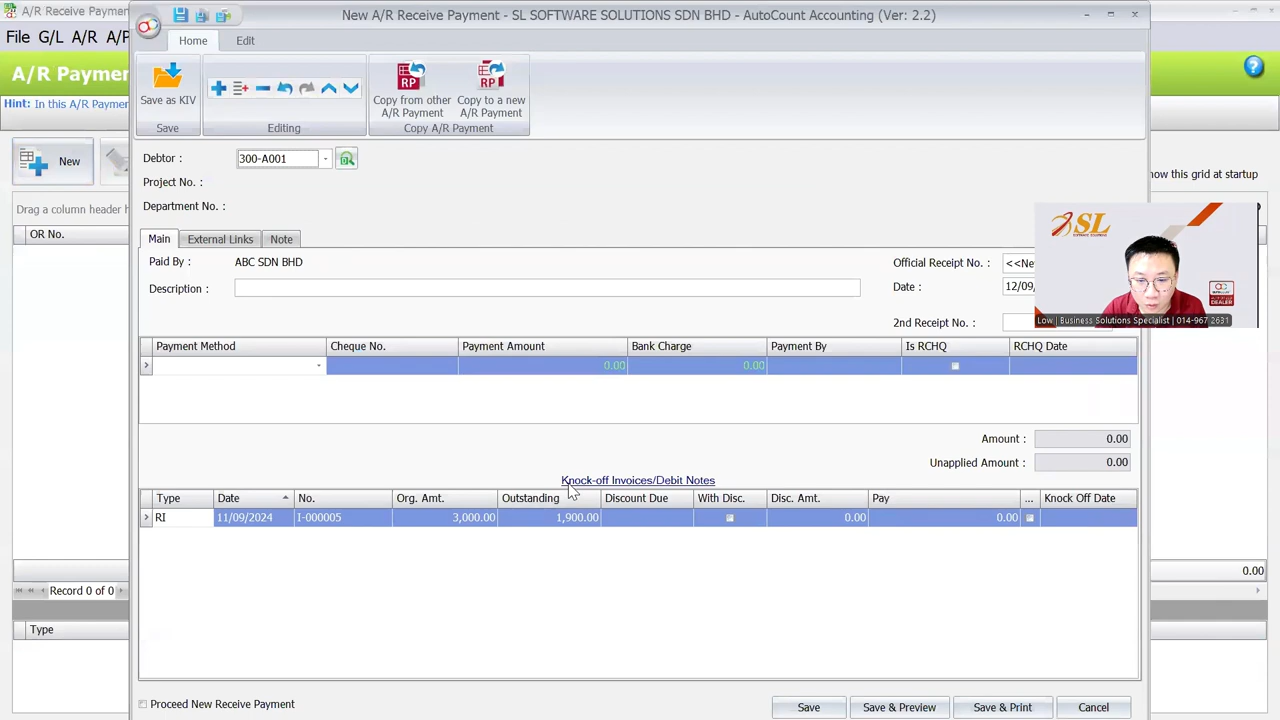 New A/R Receive Payment - SL SOFTWARE SOLUTIONS SDN BHD - AutoCount Accounting (Ver: 2.2)
A/R Receive Paymen
File G/L A/R A/P
Home Edit
A/R Paymen
Hint: In this A/R Paymen
Save as KIV
Copy from other A/R Payment
Copy to a new A/R Payment
Save Editing Copy A/R Payment
New
how this grid at startup
Debtor : 300-A001
Project No. :
Department No. :
Drag a column header h
OR No.
Main External Links Note
Paid By : ABC SDN BHD
Official Receipt No. : <<Ne
Description :
Date : 12/09/
2nd Receipt No. :
SL
Low | Business Solutions Specialist | 014-967 2631
Payment Method Cheque No. Payment Amount Bank Charge Payment By Is RCHQ RCHQ Date
0.00 0.00
Amount : 0.00
Unapplied Amount : 0.00
Knock-off Invoices/Debit Notes
Type Date No. Org. Amt. Outstanding Discount Due With Disc. Disc. Amt. Pay ... Knock Off Date
RI 11/09/2024 I-000005 3,000.00 1,900.00 0.00 0.00
0.00
Record 0 of 0
Type
Proceed New Receive Payment
Save Save & Preview Save & Print Cancel